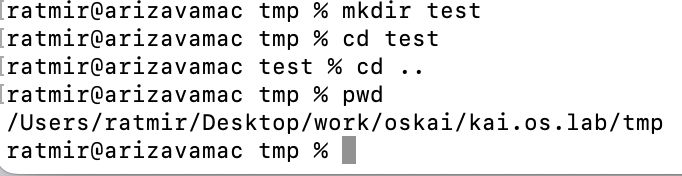 [ratmir@arizavamac tmp % mkdir test
[ratmir@arizavamac tmp % cd test
[ratmir@arizavamac test % cd ..
[ratmir@arizavamac tmp % pwd
/Users/ratmir/Desktop/work/oskai/kai.os.lab/tmp
ratmir@arizavamac tmp %